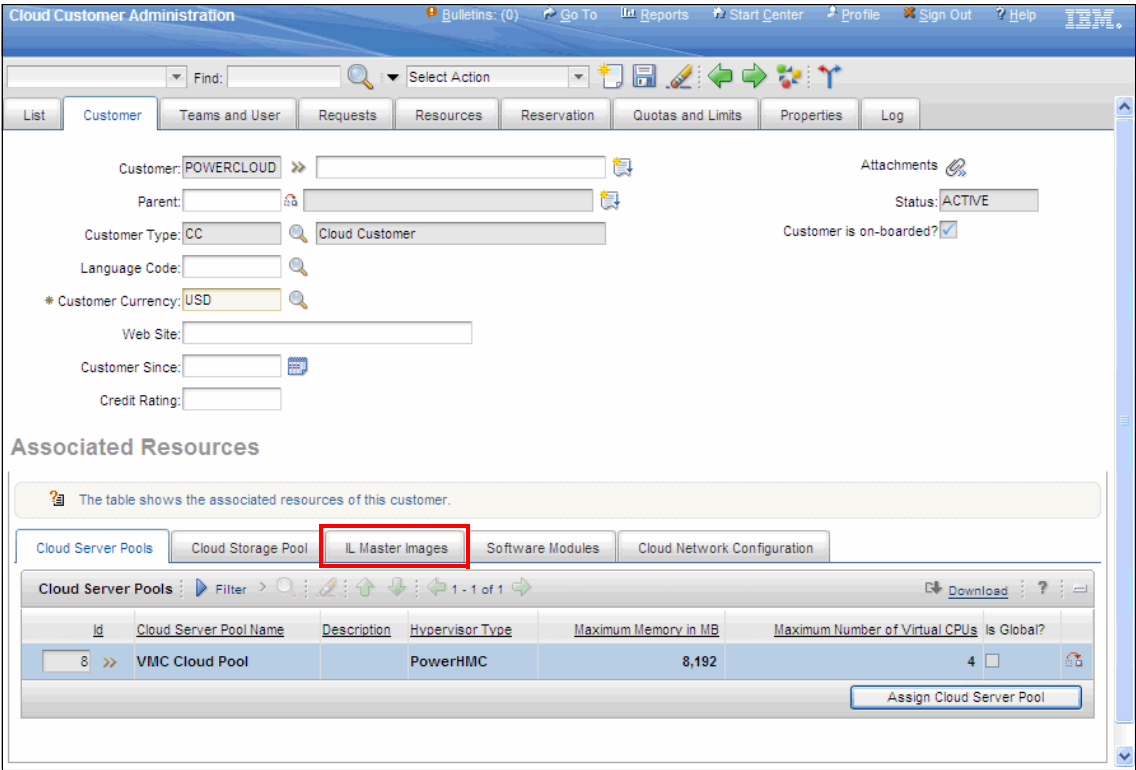 Cloud Customer Administration Bulletins: (0) Go To Reports Start Center Profile Sign Out ? Help IBM.
Find: Select Action
List Customer Teams and User Requests Resources Reservation Quotas and Limits Properties Log
Customer: POWERCLOUD Attachments
Parent: Status: ACTIVE
Customer Type: CC Cloud Customer Customer is on-boarded?
Language Code:
* Customer Currency: USD
Web Site:
Customer Since:
Credit Rating:
Associated Resources
The table shows the associated resources of this customer.
Cloud Server Pools Cloud Storage Pool IL Master Images Software Modules Cloud Network Configuration
Cloud Server Pools Filter 1 - 1 of 1 Download ?
Id Cloud Server Pool Name Description Hypervisor Type Maximum Memory in MB Maximum Number of Virtual CPUs Is Global?
8 VMC Cloud Pool PowerHMC 8,192 4
Assign Cloud Server Pool